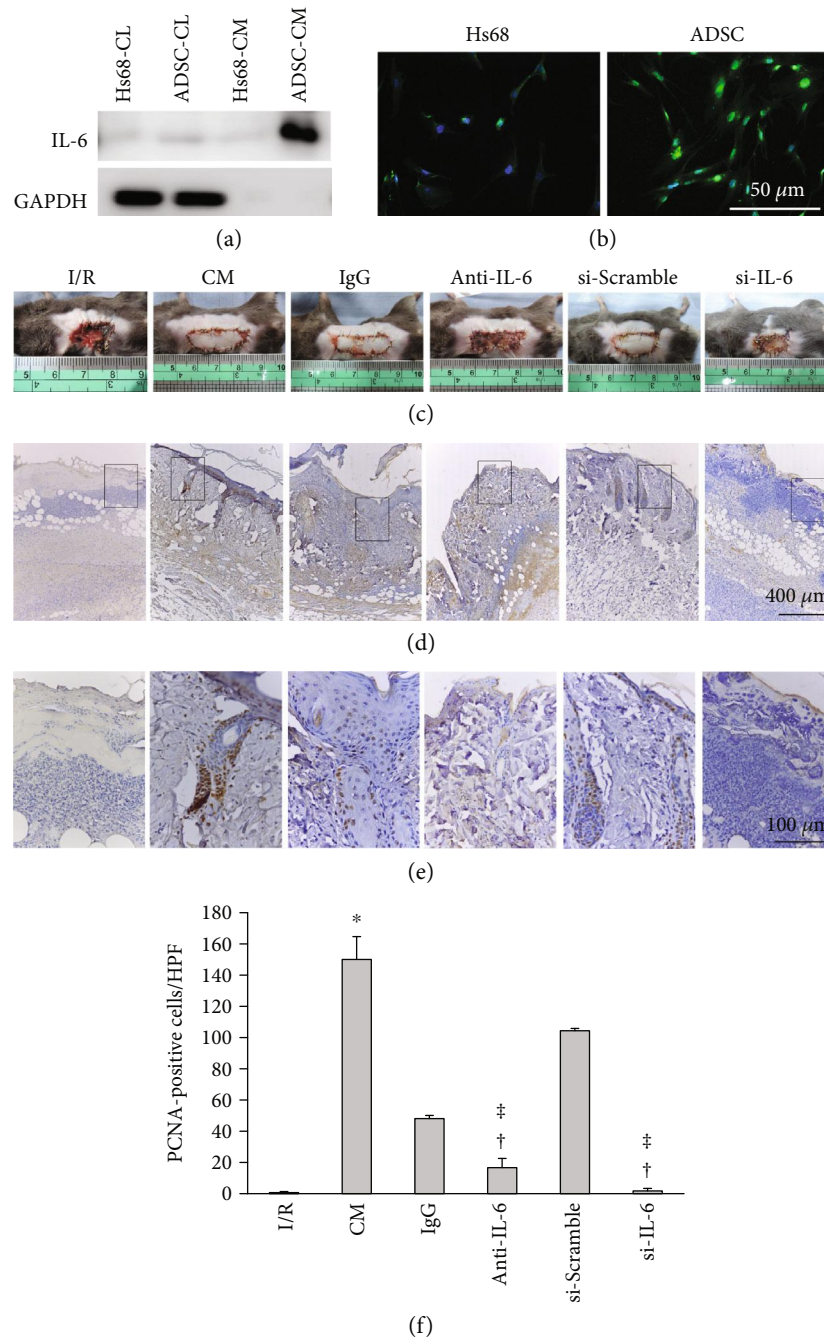 Hs68-CL ADSC-CL Hs68-CM ADSC-CM
IL-6
GAPDH
(a)
Hs68 ADSC
50 μm
(b)
I/R CM IgG Anti-IL-6 si-Scramble si-IL-6
(c)
400 μm
(d)
100 μm
(e)
PCNA-positive cells/HPF
180
160
140
120
100
80
60
40
20
0
*
‡
†
‡
†
I/R CM IgG Anti-IL-6 si-Scramble si-IL-6
(f)